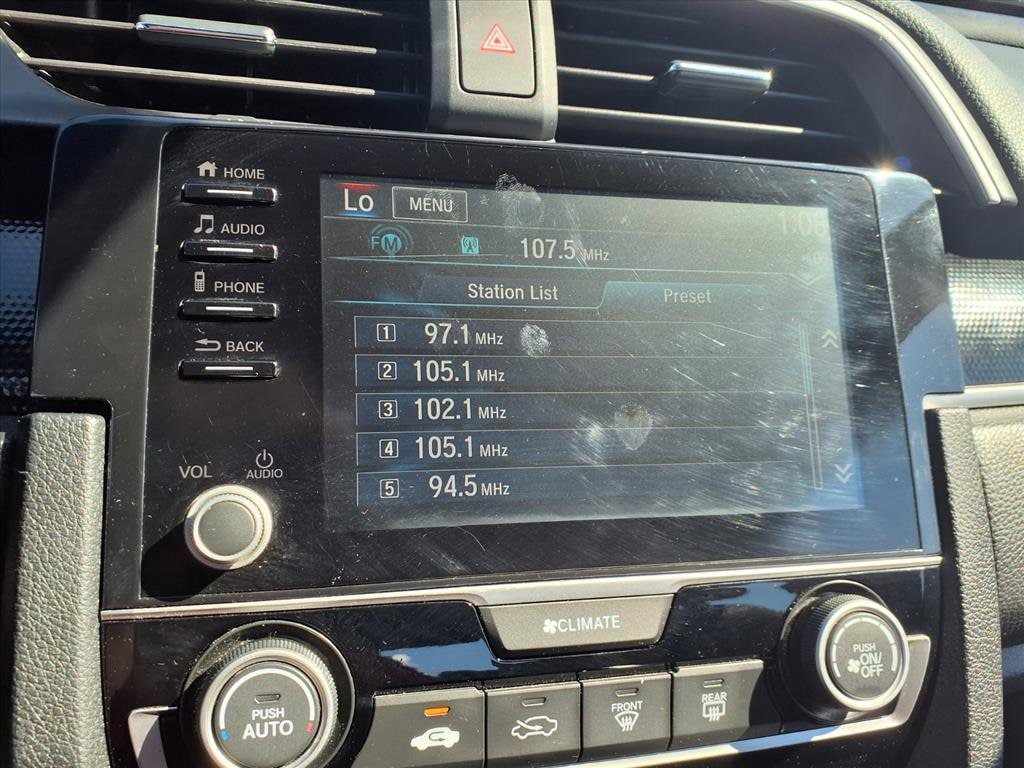 HOME
Lo MENU
AUDIO
FM 107.5 MHz
PHONE
Station List Preset
BACK
1 97.1 MHz
2 105.1 MHz
3 102.1 MHz
4 105.1 MHz
5 94.5 MHz
VOL AUDIO
CLIMATE
PUSH
AUTO
FRONT
REAR
PUSH
ON/
OFF